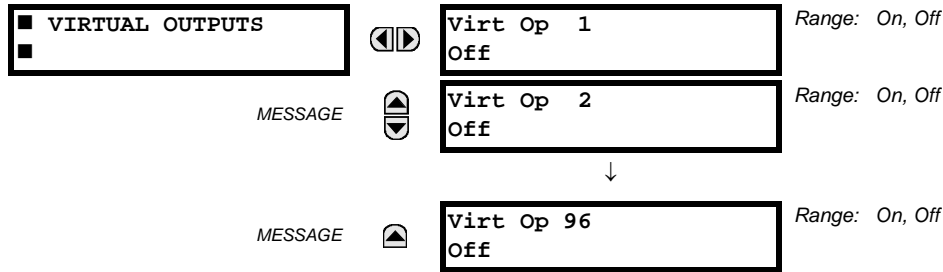 ■ VIRTUAL OUTPUTS
■
Virt Op 1
Off
Range: On, Off
MESSAGE
Virt Op 2
Off
Range: On, Off
↓
MESSAGE
Virt Op 96
Off
Range: On, Off